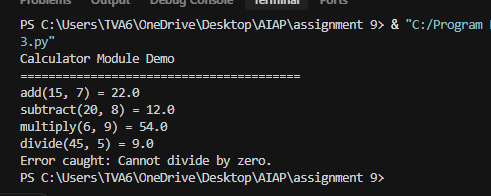 Problems Output Debug Console Terminal Ports
PS C:\Users\TVA6\OneDrive\Desktop\AIAP\assignment 9> & "C:/Program
3.py"
Calculator Module Demo
========================================
add(15, 7) = 22.0
subtract(20, 8) = 12.0
multiply(6, 9) = 54.0
divide(45, 5) = 9.0
Error caught: Cannot divide by zero.
PS C:\Users\TVA6\OneDrive\Desktop\AIAP\assignment 9>